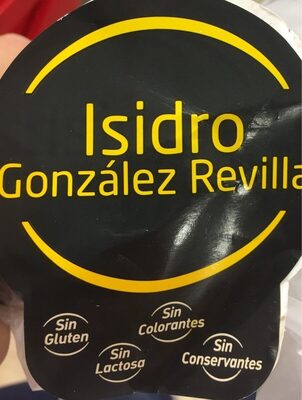 Isidro
González Revilla
Sin
Gluten
Sin
Colorantes
Sin
Lactosa
Sin
Conservantes